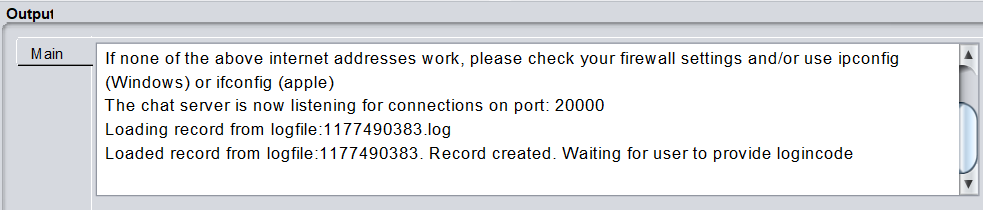 Output
Main
If none of the above internet addresses work, please check your firewall settings and/or use ipconfig
(Windows) or ifconfig (apple)
The chat server is now listening for connections on port: 20000
Loading record from logfile:1177490383.log
Loaded record from logfile:1177490383. Record created. Waiting for user to provide logincode